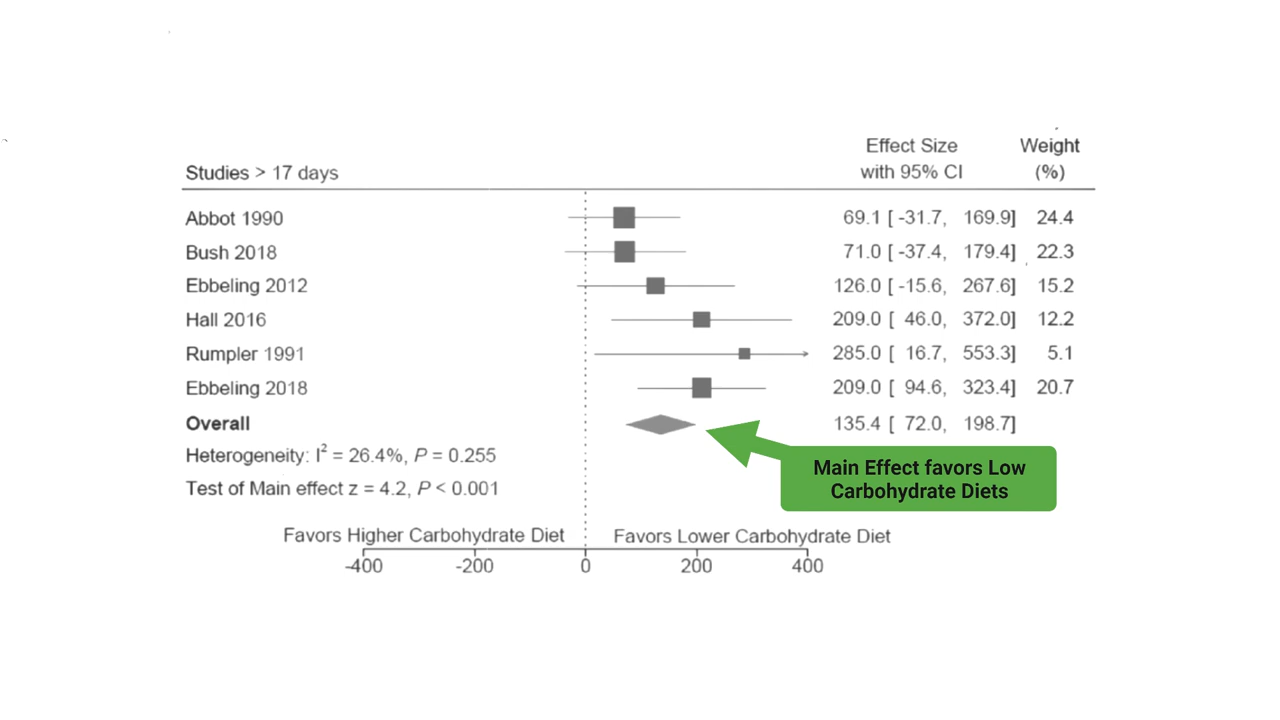 Effect Size Weight
Studies > 17 days with 95% CI (%)
Abbot 1990 69.1 [ -31.7, 169.9] 24.4
Bush 2018 71.0 [ -37.4, 179.4] 22.3
Ebbeling 2012 126.0 [ -15.6, 267.6] 15.2
Hall 2016 209.0 [ 46.0, 372.0] 12.2
Rumpler 1991 285.0 [ 16.7, 553.3] 5.1
Ebbeling 2018 209.0 [ 94.6, 323.4] 20.7
Overall 135.4 [ 72.0, 198.7]
Heterogeneity: I² = 26.4%, P = 0.255
Test of Main effect z = 4.2, P < 0.001
Main Effect favors Low
Carbohydrate Diets
Favors Higher Carbohydrate Diet Favors Lower Carbohydrate Diet
-400 -200 0 200 400